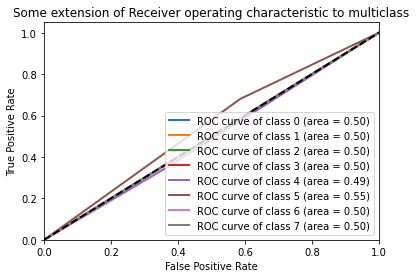 Some extension of Receiver operating characteristic to multiclass
1.0
0.8
0.6
0.4
0.2
0.0
True Positive Rate
ROC curve of class 0 (area = 0.50)
ROC curve of class 1 (area = 0.50)
ROC curve of class 2 (area = 0.50)
ROC curve of class 3 (area = 0.50)
ROC curve of class 4 (area = 0.49)
ROC curve of class 5 (area = 0.55)
ROC curve of class 6 (area = 0.50)
ROC curve of class 7 (area = 0.50)
0.0 0.2 0.4 0.6 0.8 1.0
False Positive Rate